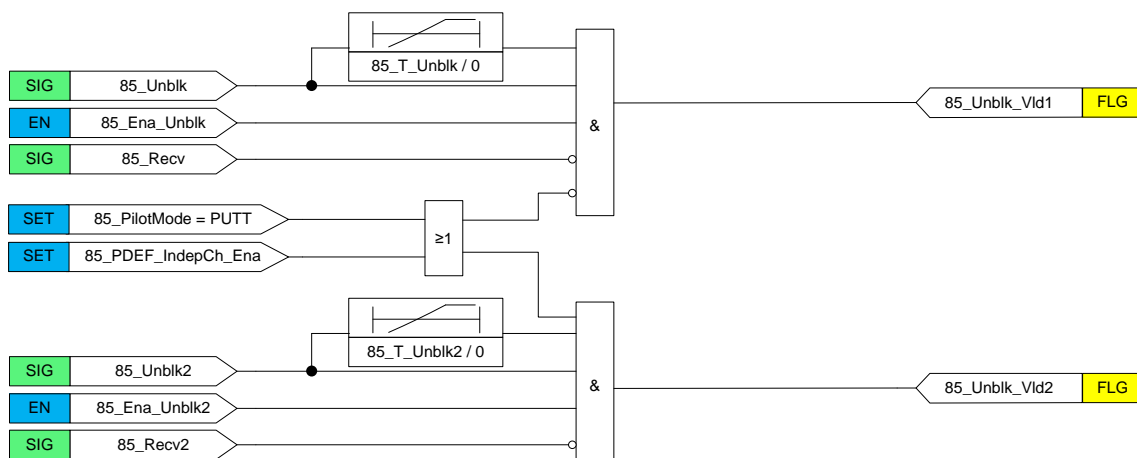 85_T_Unblk / 0
SIG 85_Unblk
EN 85_Ena_Unblk
SIG 85_Recv
&
85_Unblk_Vld1 FLG
SET 85_PilotMode = PUTT
SET 85_PDEF_IndepCh_Ena
≥1
85_T_Unblk2 / 0
SIG 85_Unblk2
EN 85_Ena_Unblk2
SIG 85_Recv2
&
85_Unblk_Vld2 FLG